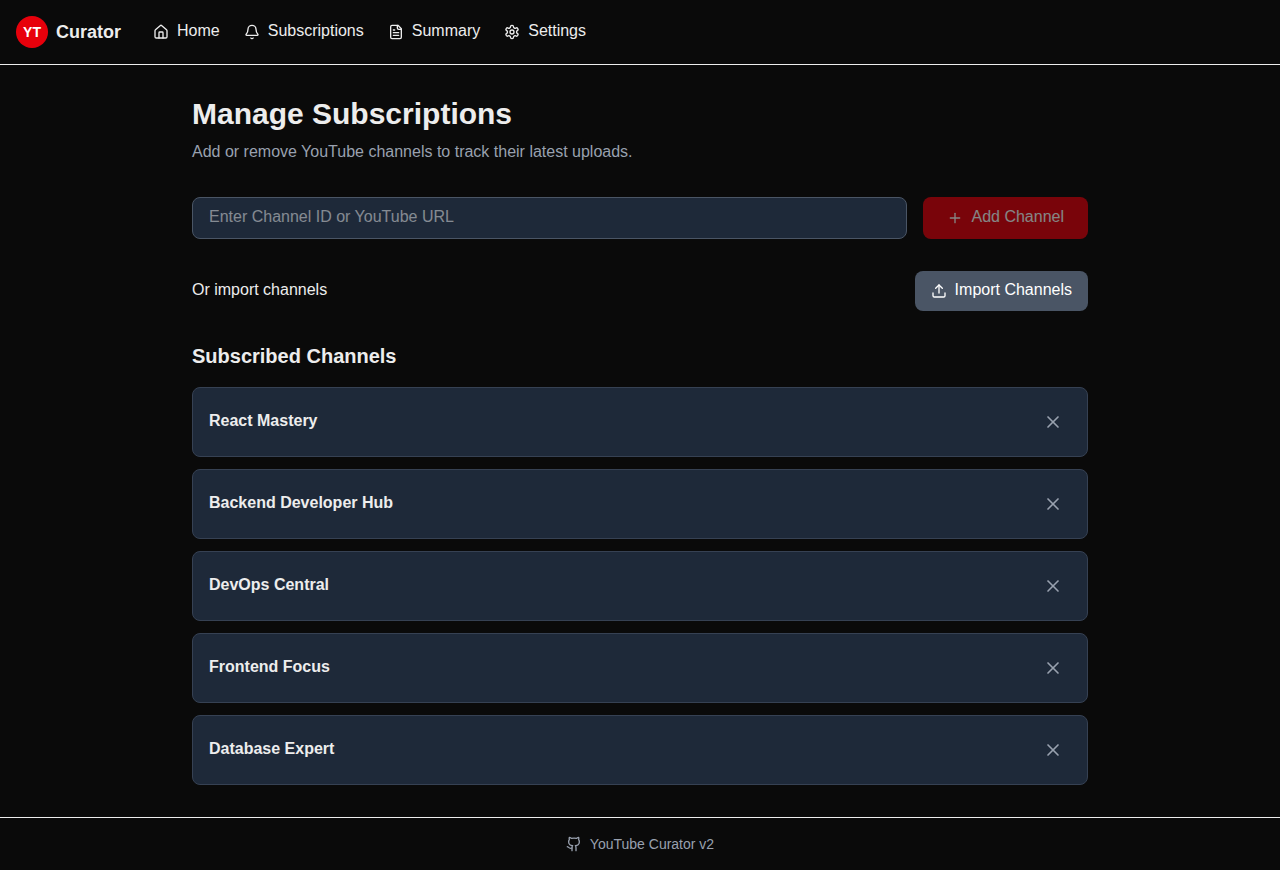 YT Curator Home Subscriptions Summary Settings
Manage Subscriptions
Add or remove YouTube channels to track their latest uploads.
Enter Channel ID or YouTube URL
Add Channel
Or import channels
Import Channels
Subscribed Channels
React Mastery
Backend Developer Hub
DevOps Central
Frontend Focus
Database Expert
YouTube Curator v2